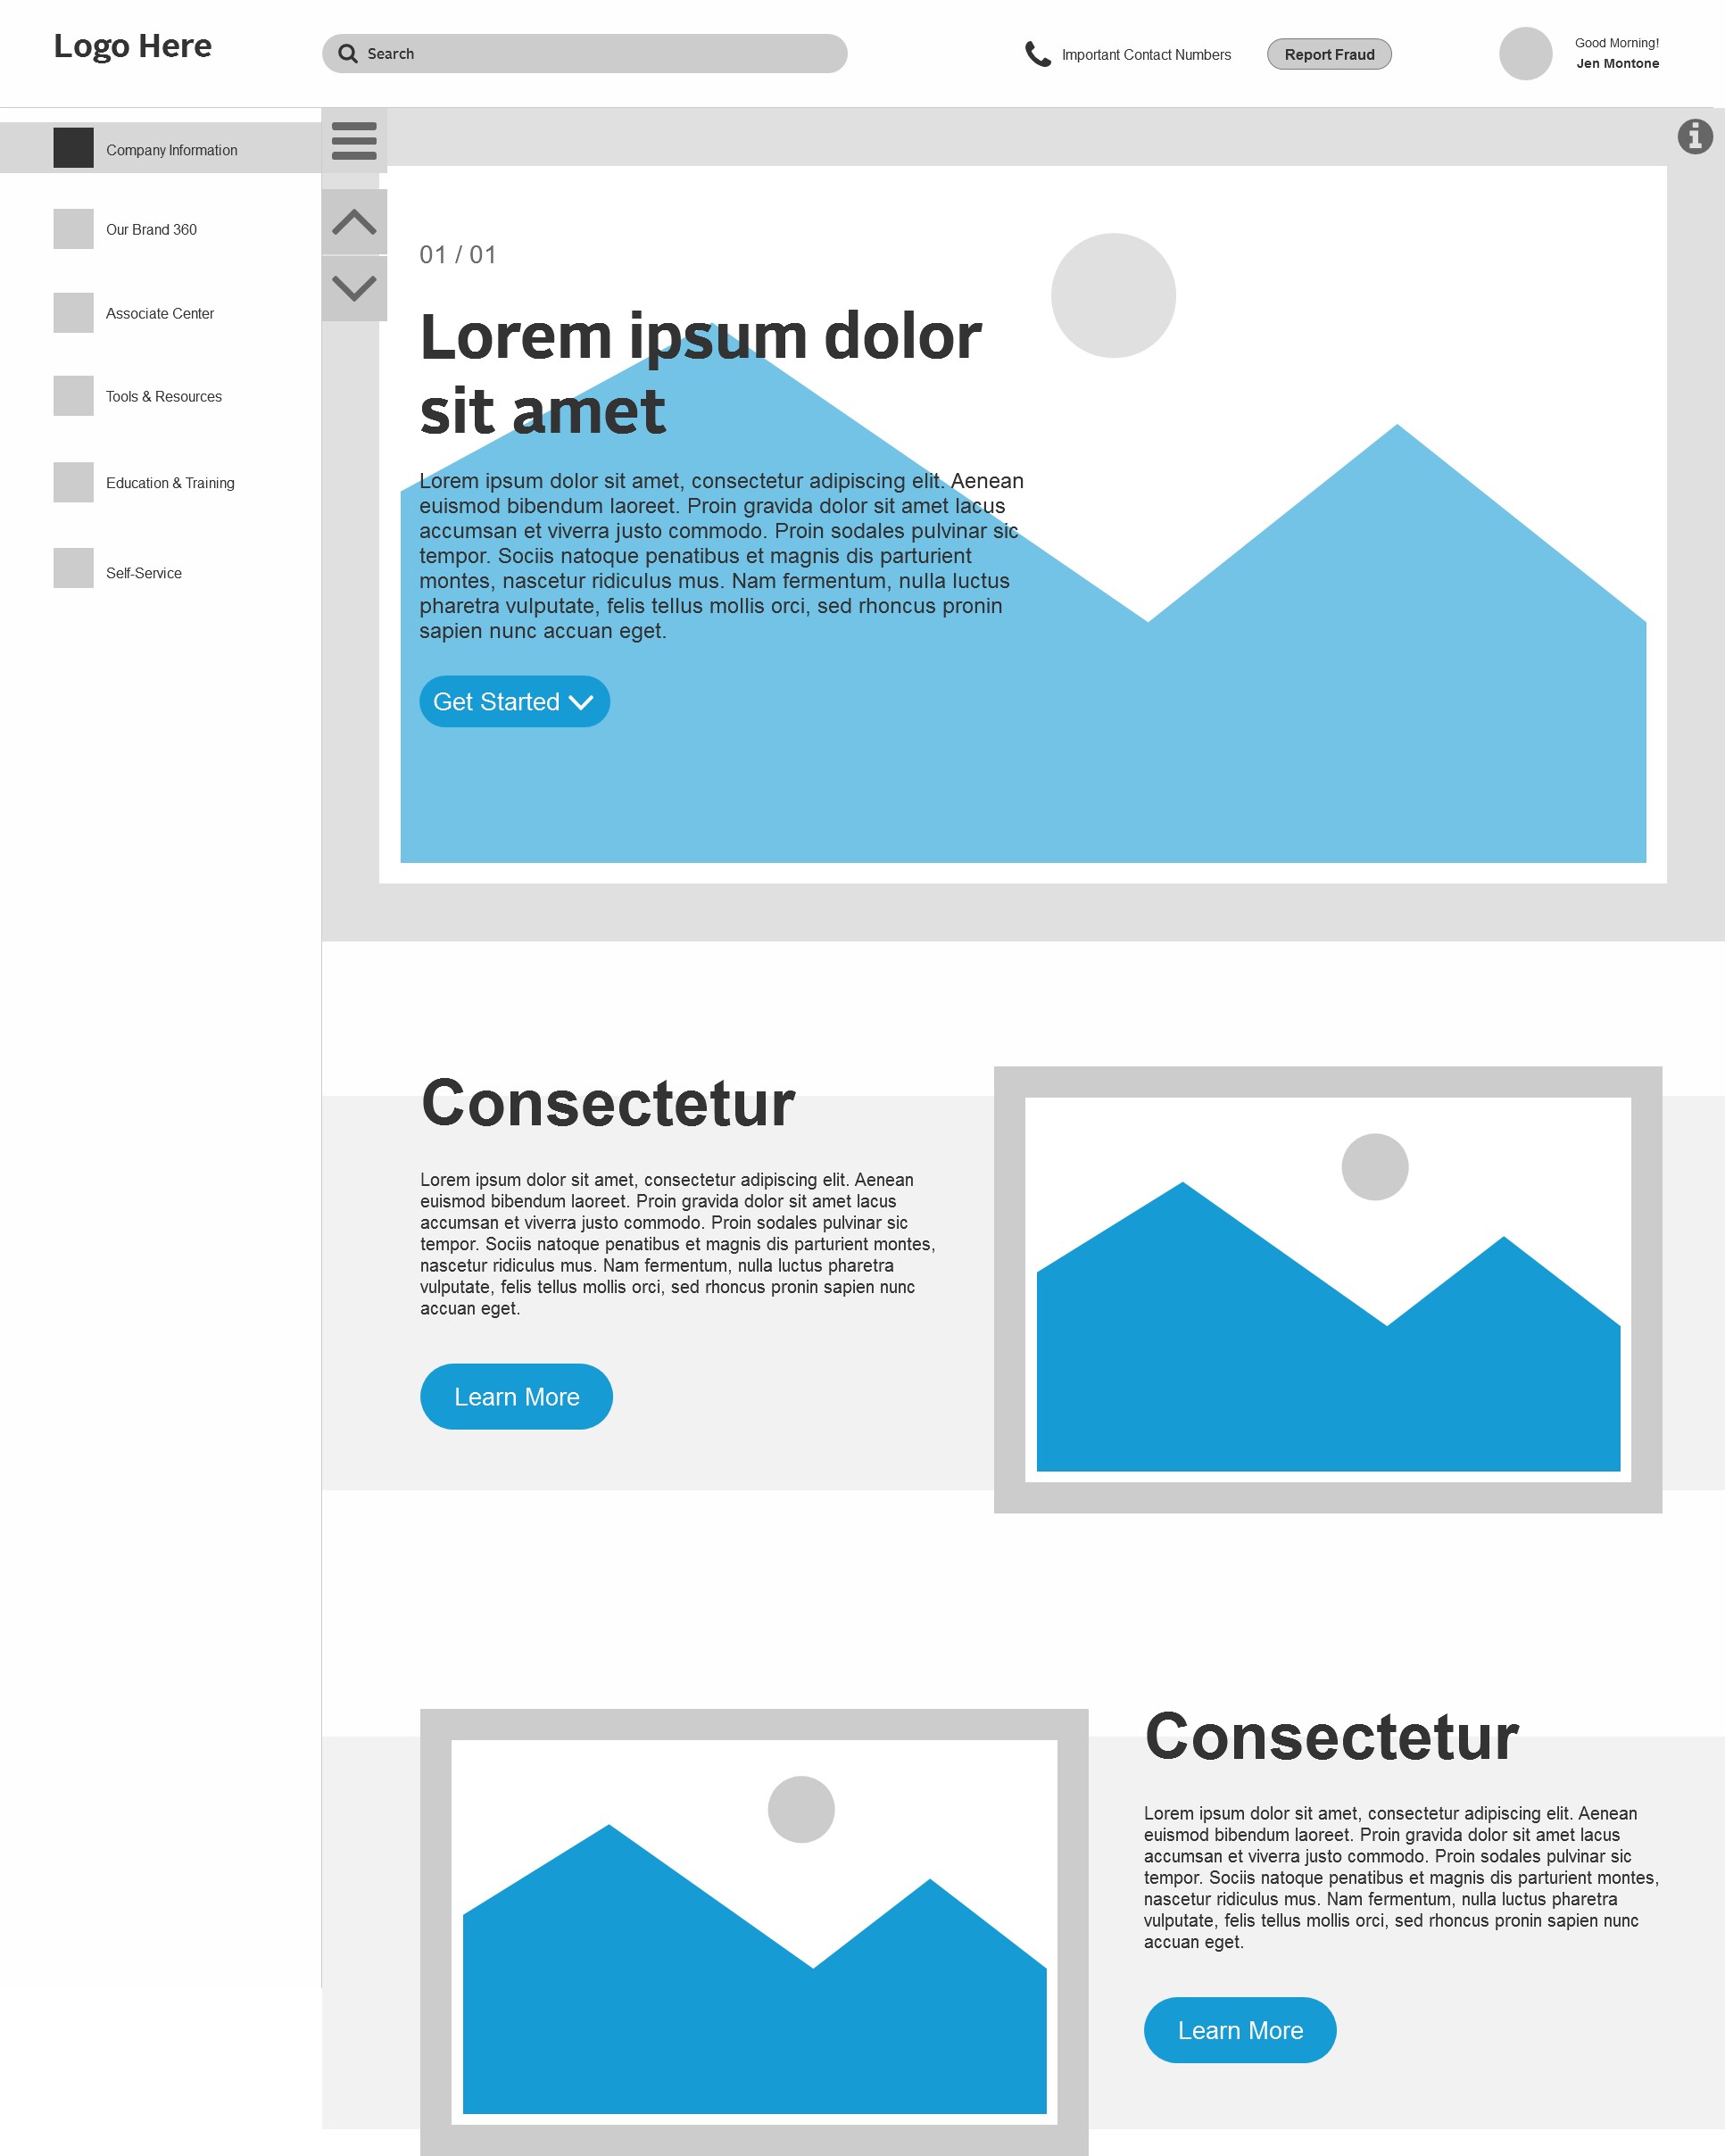 Logo Here
Search
Important Contact Numbers
Report Fraud
Good Morning!
Jen Montone
Company Information
Our Brand 360
Associate Center
Tools & Resources
Education & Training
Self-Service
01 / 01
Lorem ipsum dolor
sit amet
Lorem ipsum dolor sit amet, consectetur adipiscing elit. Aenean
euismod bibendum laoreet. Proin gravida dolor sit amet lacus
accumsan et viverra justo commodo. Proin sodales pulvinar sic
tempor. Sociis natoque penatibus et magnis dis parturient
montes, nascetur ridiculus mus. Nam fermentum, nulla luctus
pharetra vulputate, felis tellus mollis orci, sed rhoncus pronin
sapien nunc accuan eget.
Get Started
Consectetur
Lorem ipsum dolor sit amet, consectetur adipiscing elit. Aenean
euismod bibendum laoreet. Proin gravida dolor sit amet lacus
accumsan et viverra justo commodo. Proin sodales pulvinar sic
tempor. Sociis natoque penatibus et magnis dis parturient montes,
nascetur ridiculus mus. Nam fermentum, nulla luctus pharetra
vulputate, felis tellus mollis orci, sed rhoncus pronin sapien nunc
accuan eget.
Learn More
Consectetur
Lorem ipsum dolor sit amet, consectetur adipiscing elit. Aenean
euismod bibendum laoreet. Proin gravida dolor sit amet lacus
accumsan et viverra justo commodo. Proin sodales pulvinar sic
tempor. Sociis natoque penatibus et magnis dis parturient montes,
nascetur ridiculus mus. Nam fermentum, nulla luctus pharetra
vulputate, felis tellus mollis orci, sed rhoncus pronin sapien nunc
accuan eget.
Learn More